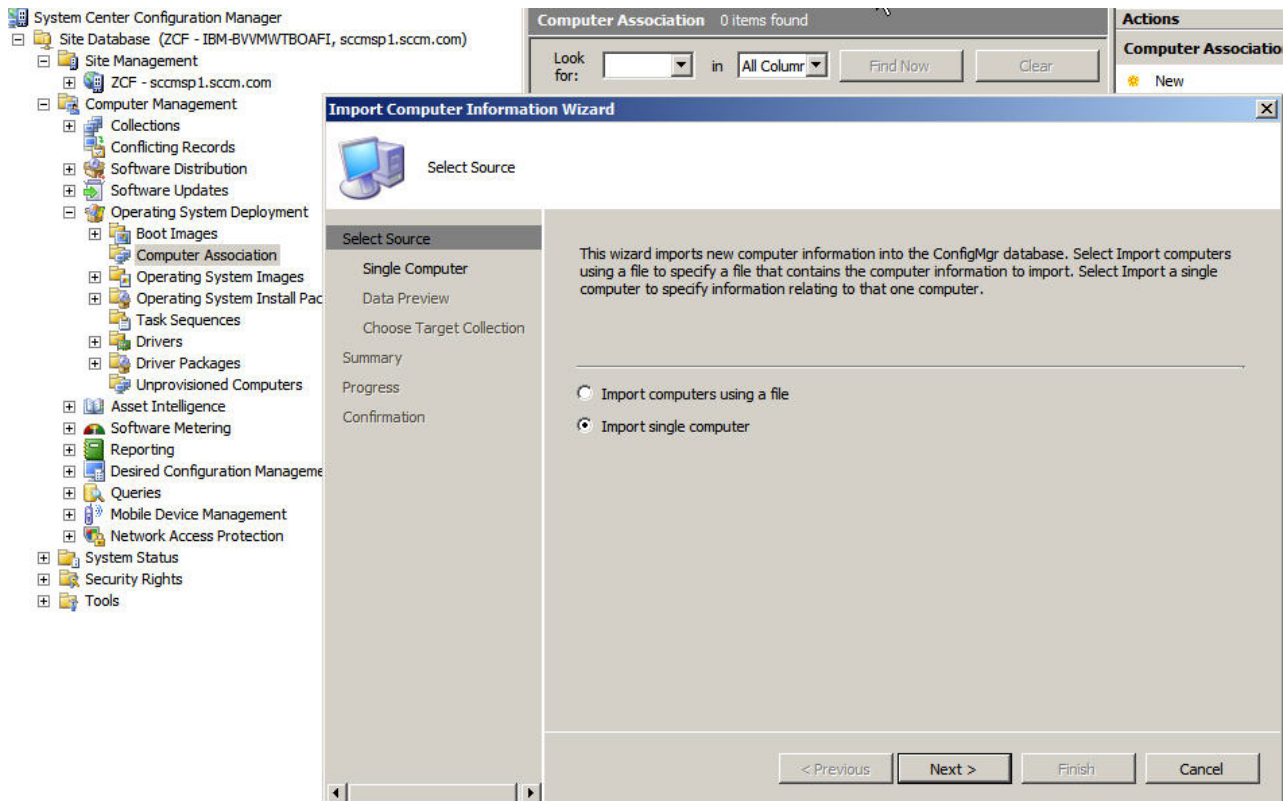 System Center Configuration Manager
Site Database (ZCF - IBM-BVVMWTBOAFI, sccmsp1.sccm.com)
Site Management
ZCF - sccmsp1.sccm.com
Computer Management
Collections
Conflicting Records
Software Distribution
Software Updates
Operating System Deployment
Boot Images
Computer Association
Operating System Images
Operating System Install Pac
Task Sequences
Drivers
Driver Packages
Unprovisioned Computers
Asset Intelligence
Software Metering
Reporting
Desired Configuration Manageme
Queries
Mobile Device Management
Network Access Protection
System Status
Security Rights
Tools
Computer Association 0 items found
Look for: in All Columr Find Now Clear
Actions
Computer Associatio
New
Import Computer Information Wizard
Select Source
Select Source
Single Computer
Data Preview
Choose Target Collection
Summary
Progress
Confirmation
This wizard imports new computer information into the ConfigMgr database. Select Import computers
using a file to specify a file that contains the computer information to import. Select Import a single
computer to specify information relating to that one computer.
Import computers using a file
Import single computer
< Previous Next > Finish Cancel